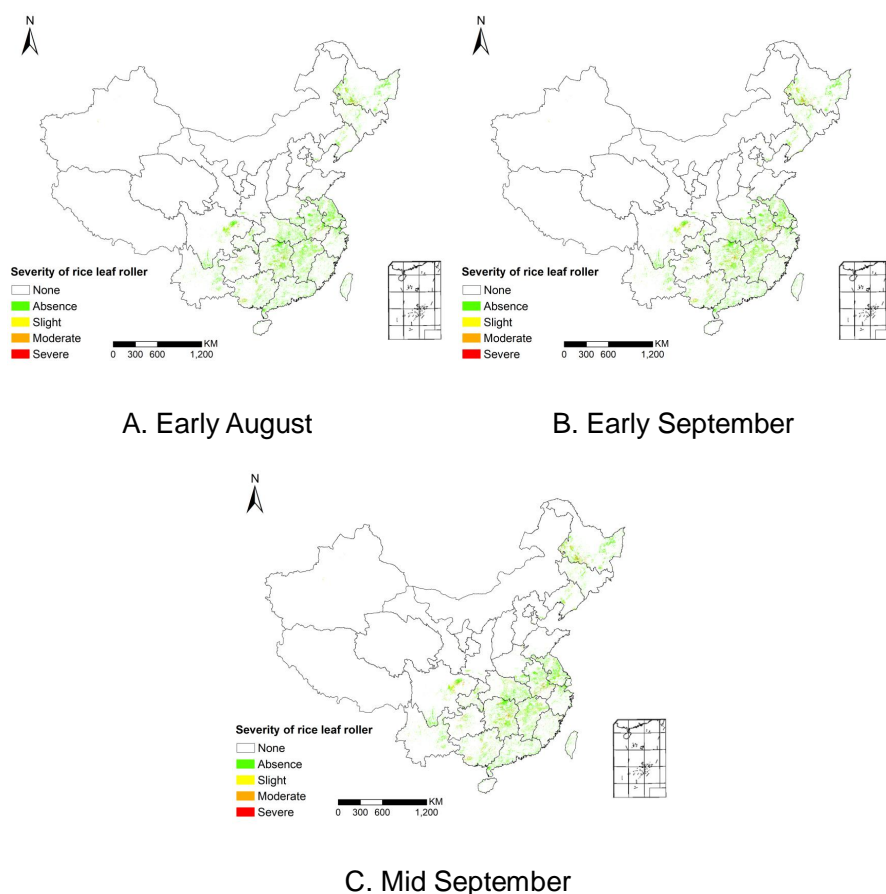 N
Severity of rice leaf roller
None
Absence
Slight
Moderate
Severe
0 300 600 1,200
KM
A. Early August
N
Severity of rice leaf roller
None
Absence
Slight
Moderate
Severe
0 300 600 1,200
KM
B. Early September
N
Severity of rice leaf roller
None
Absence
Slight
Moderate
Severe
0 300 600 1,200
KM
C. Mid September